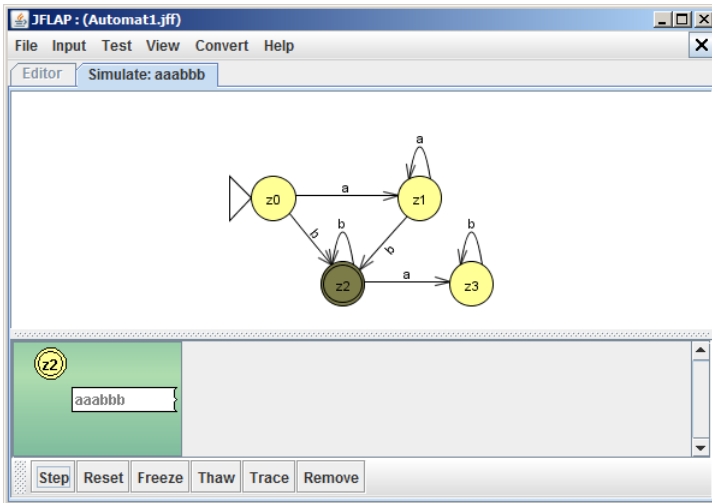 JFLAP : (Automat1.jff)
File Input Test View Convert Help
Editor Simulate: aaabbb
a
z0 a z1
b b b b
z2 a z3
z2
aaabbb
Step Reset Freeze Thaw Trace Remove